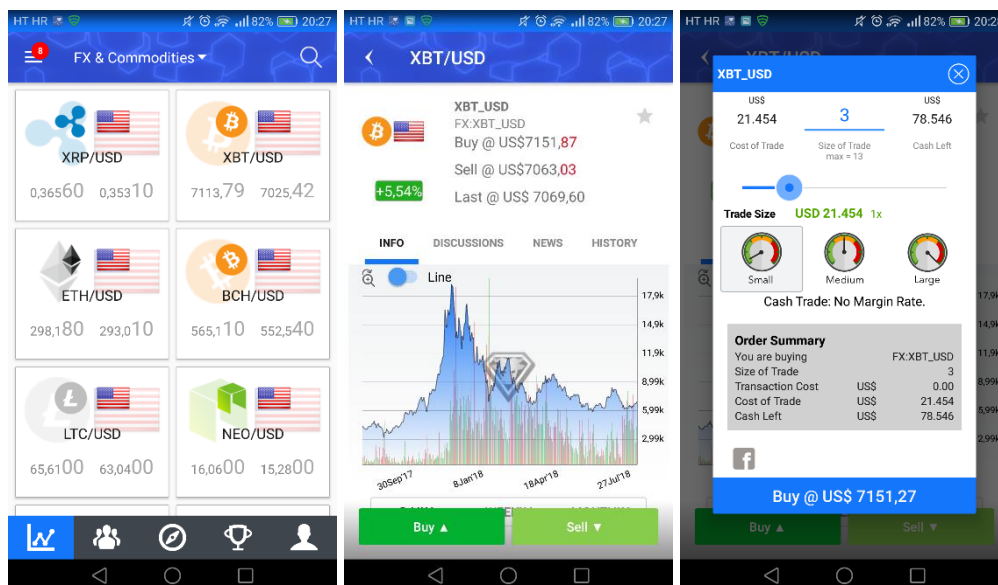 HT HR 82% 20:27
8
FX & Commodities
XRP/USD
0,36560 0,35310
XBT/USD
7113,79 7025,42
ETH/USD
298,180 293,010
BCH/USD
565,110 552,540
LTC/USD
65,6100 63,0400
NEO/USD
16,0600 15,2800
HT HR 82% 20:27
XBT/USD
XBT_USD
FX:XBT_USD
Buy @ US$7151,87
Sell @ US$7063,03
+5,54%
Last @ US$ 7069,60
INFO DISCUSSIONS NEWS HISTORY
Line
17,9k
14,9k
11,9k
8,99k
5,99k
2,99k
30Sep'17 8Jan'18 18Apr'18 27Jul'18
Buy ▲ Sell ▼
HT HR 82%
XBT_USD
US$ US$
21.454 3 78.546
Cost of Trade Size of Trade Cash Left
max = 13
Trade Size USD 21.454 1x
Small Medium Large
Cash Trade: No Margin Rate.
Order Summary
You are buying FX:XBT_USD
Size of Trade 3
Transaction Cost US$ 0.00
Cost of Trade US$ 21.454
Cash Left US$ 78.546
f
Buy @ US$ 7151,27
Buy ▲ Sell ▼